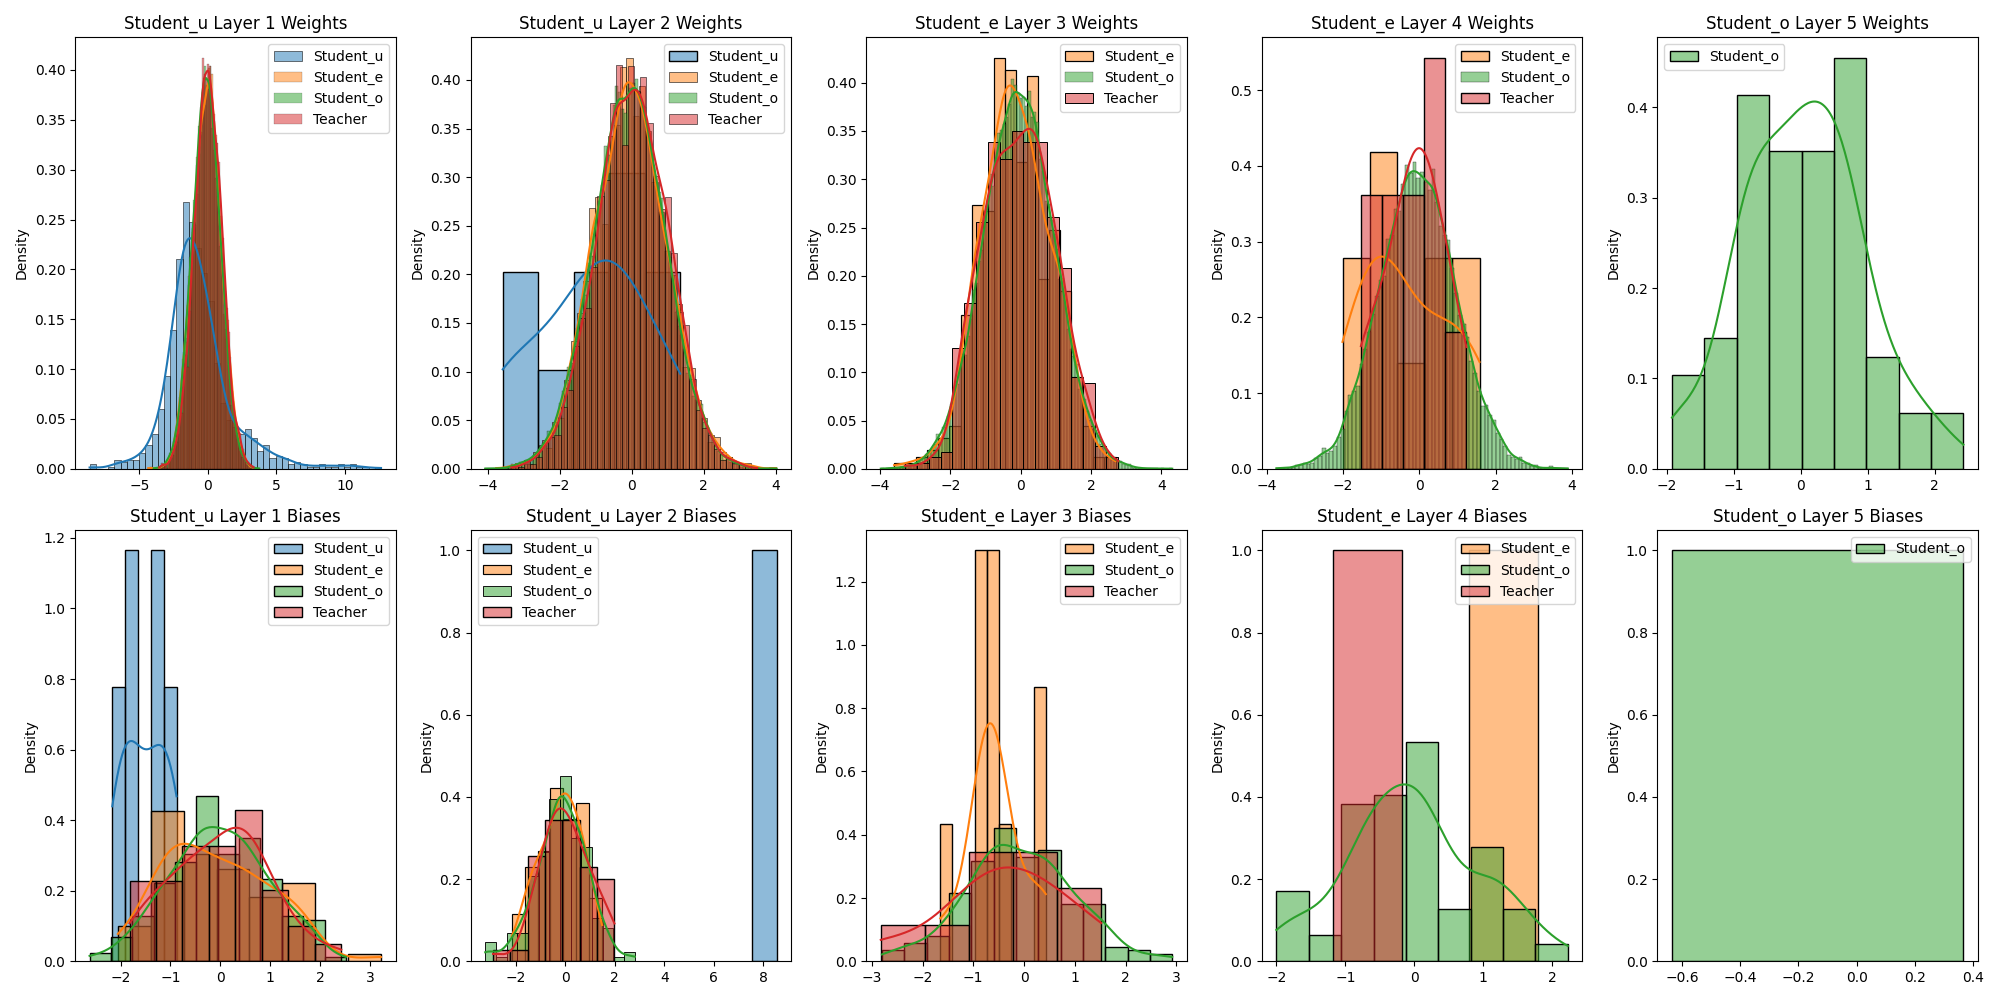 Student_u Layer 1 Weights
Density
0.40
0.35
0.30
0.25
0.20
0.15
0.10
0.05
0.00
−5
0
5
10
Student_u
Student_e
Student_o
Teacher
Student_u Layer 2 Weights
Density
0.40
0.35
0.30
0.25
0.20
0.15
0.10
0.05
0.00
−4
−2
0
2
4
Student_u
Student_e
Student_o
Teacher
Student_e Layer 3 Weights
Density
0.40
0.35
0.30
0.25
0.20
0.15
0.10
0.05
0.00
−4
−2
0
2
4
Student_e
Student_o
Teacher
Student_e Layer 4 Weights
Density
0.5
0.4
0.3
0.2
0.1
0.0
−4
−2
0
2
4
Student_e
Student_o
Teacher
Student_o Layer 5 Weights
Density
0.4
0.3
0.2
0.1
0.0
−2
−1
0
1
2
Student_o
Student_u Layer 1 Biases
Density
1.2
1.0
0.8
0.6
0.4
0.2
0.0
−2
−1
0
1
2
3
Student_u
Student_e
Student_o
Teacher
Student_u Layer 2 Biases
Density
1.0
0.8
0.6
0.4
0.2
0.0
−2
0
2
4
6
8
Student_u
Student_e
Student_o
Teacher
Student_e Layer 3 Biases
Density
1.2
1.0
0.8
0.6
0.4
0.2
0.0
−3
−2
−1
0
1
2
3
Student_e
Student_o
Teacher
Student_e Layer 4 Biases
Density
1.0
0.8
0.6
0.4
0.2
0.0
−2
−1
0
1
2
Student_e
Student_o
Teacher
Student_o Layer 5 Biases
Density
1.0
0.8
0.6
0.4
0.2
0.0
−0.6
−0.4
−0.2
0.0
0.2
0.4
Student_o